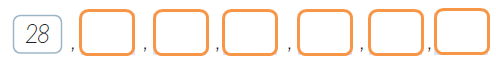 28 , , , , , ,